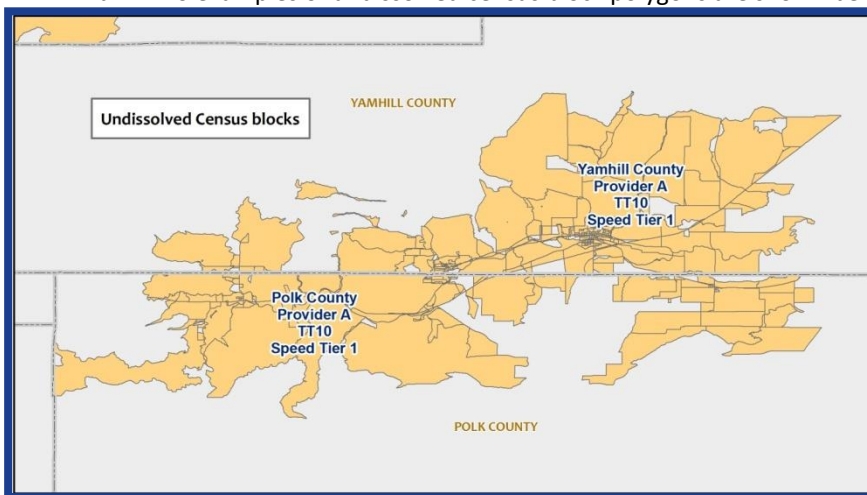 YAMHILL COUNTY
Undissolved Census blocks
Yamhill County
Provider A
TT10
Speed Tier 1
Polk County
Provider A
TT10
Speed Tier 1
POLK COUNTY